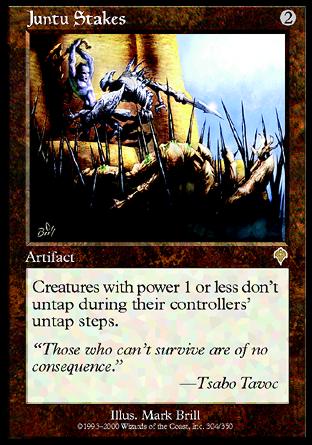 Juntu Stakes 2
Artifact
Creatures with power 1 or less don't
untap during their controllers'
untap steps.
“Those who can't survive are of no
consequence.”
—Tsabo Tavoc
Illus. Mark Brill
©1993–2000 Wizards of the Coast, Inc. 304/350